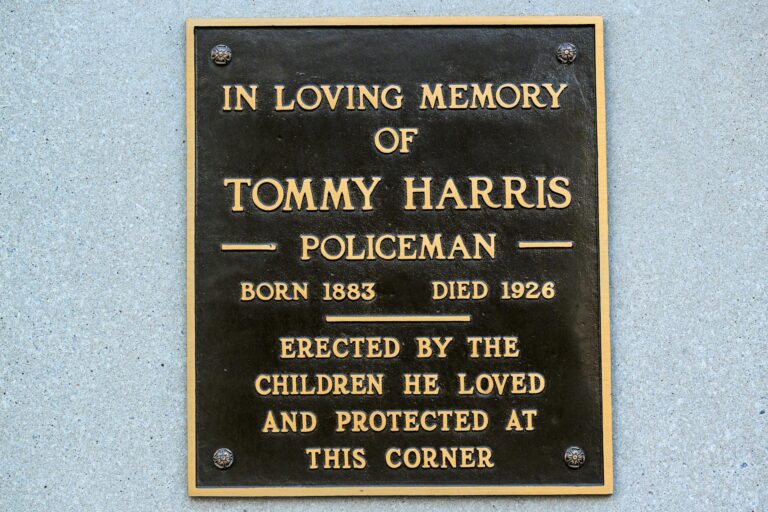 IN LOVING MEMORY
OF
TOMMY HARRIS
POLICEMAN
BORN 1883 DIED 1926
ERECTED BY THE
CHILDREN HE LOVED
AND PROTECTED AT
THIS CORNER